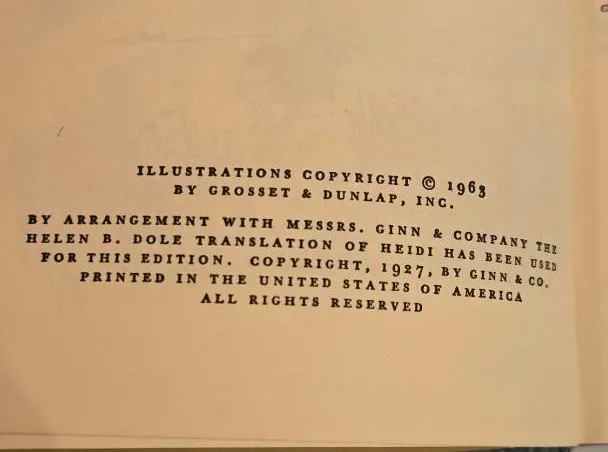 ILLUSTRATIONS COPYRIGHT © 1963
BY GROSSET & DUNLAP, INC.
BY ARRANGEMENT WITH MESSRS. GINN & COMPANY THE
HELEN B. DOLE TRANSLATION OF HEIDI HAS BEEN USED
FOR THIS EDITION. COPYRIGHT, 1927, BY GINN & CO.
PRINTED IN THE UNITED STATES OF AMERICA
ALL RIGHTS RESERVED